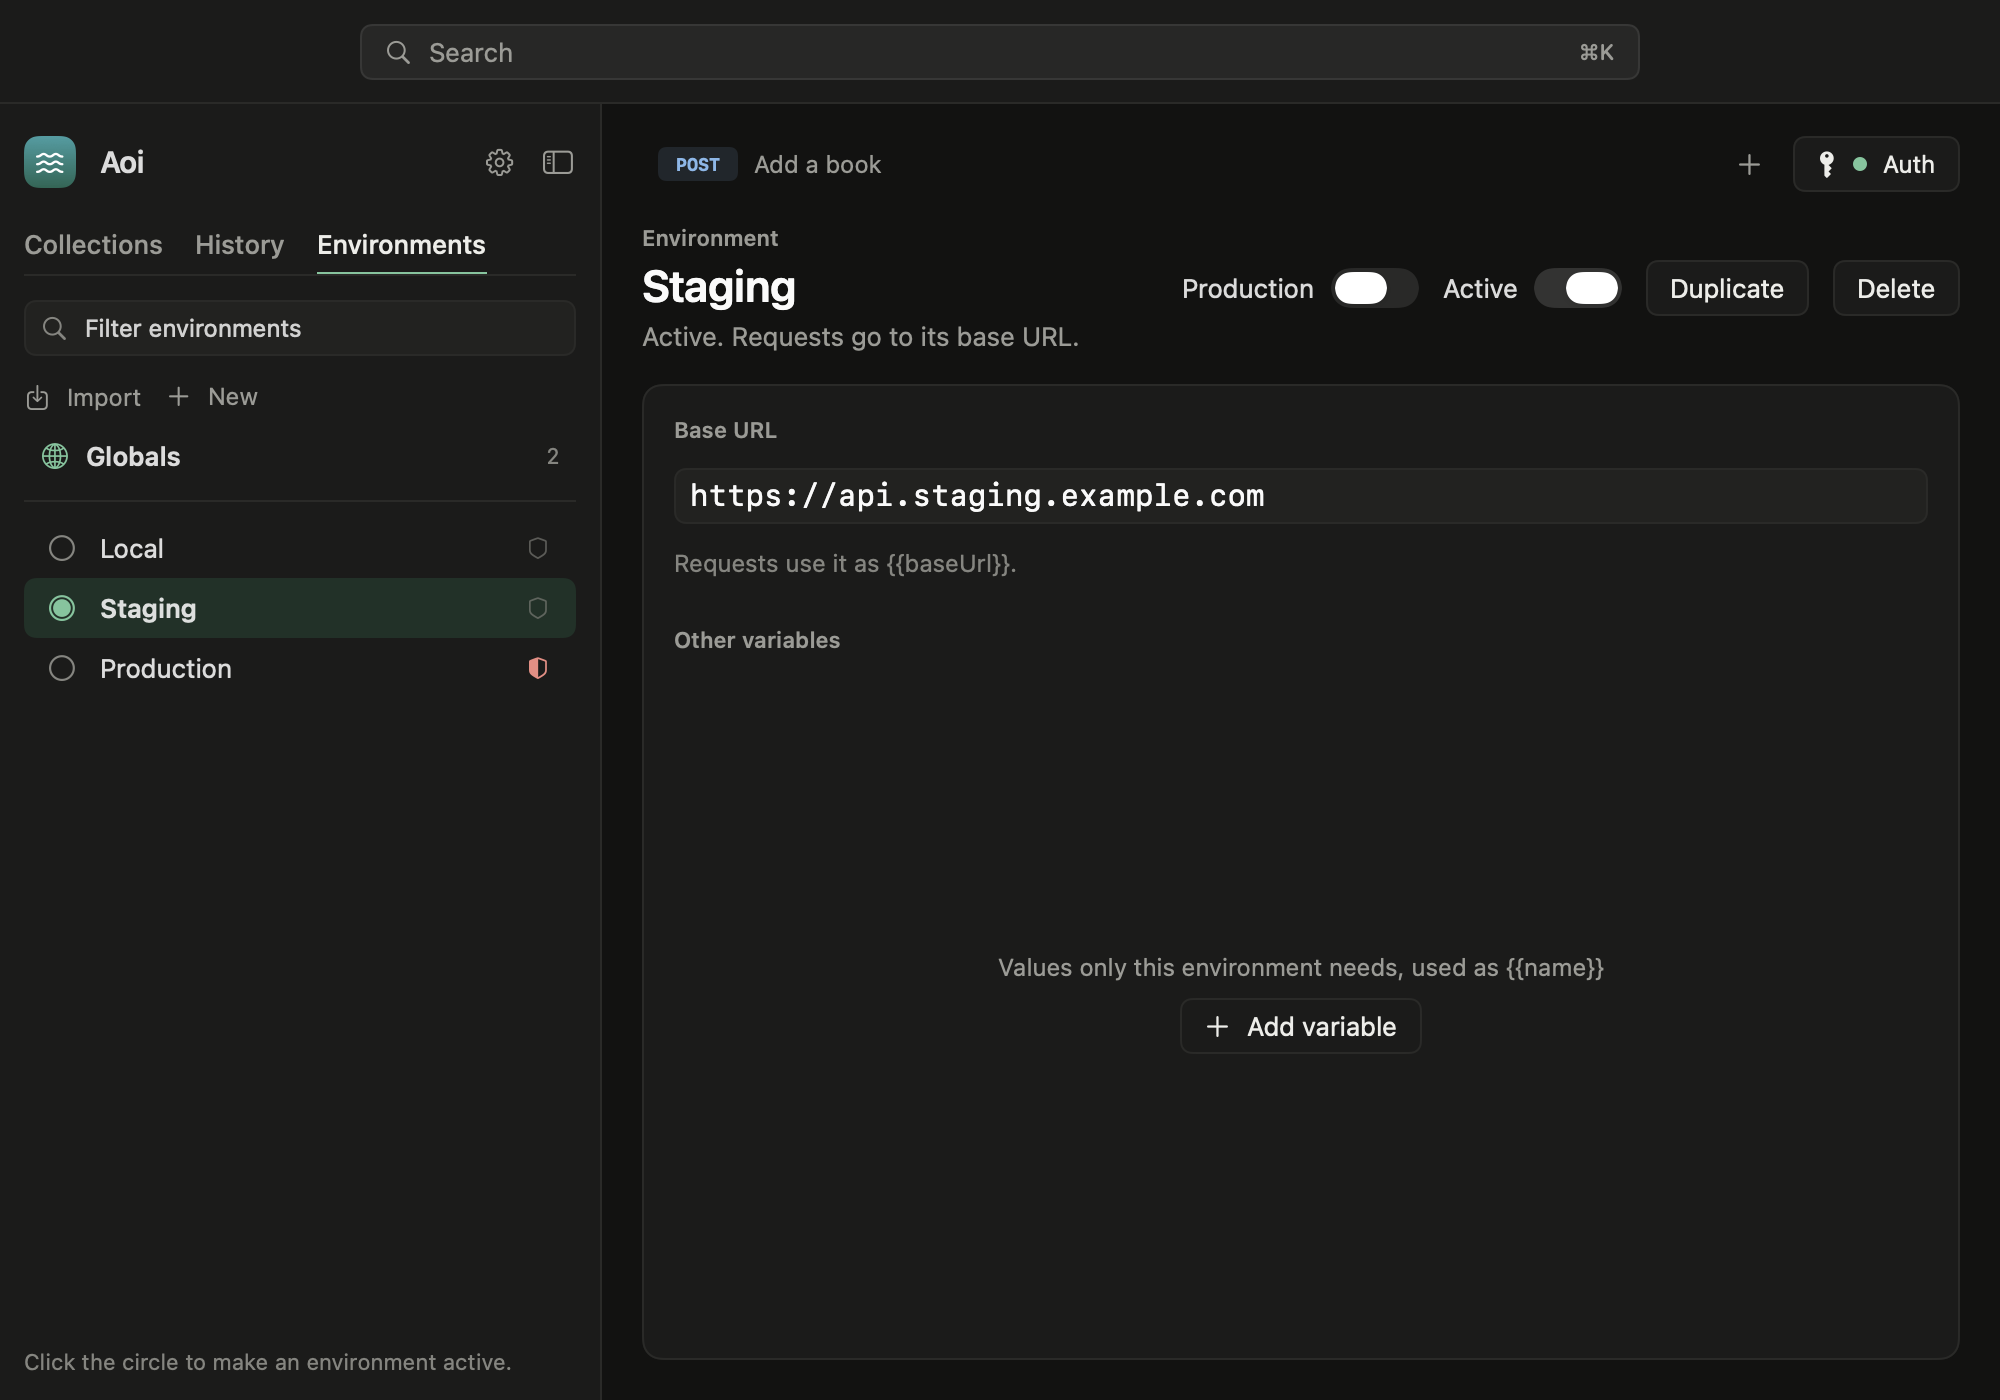 Search ⌘K
Aoi
Collections History Environments
Filter environments
Import New
Globals 2
Local
Staging
Production
Click the circle to make an environment active.
POST Add a book
Auth
Environment
Staging
Production Active Duplicate Delete
Active. Requests go to its base URL.
Base URL
https://api.staging.example.com
Requests use it as {{baseUrl}}.
Other variables
Values only this environment needs, used as {{name}}
Add variable